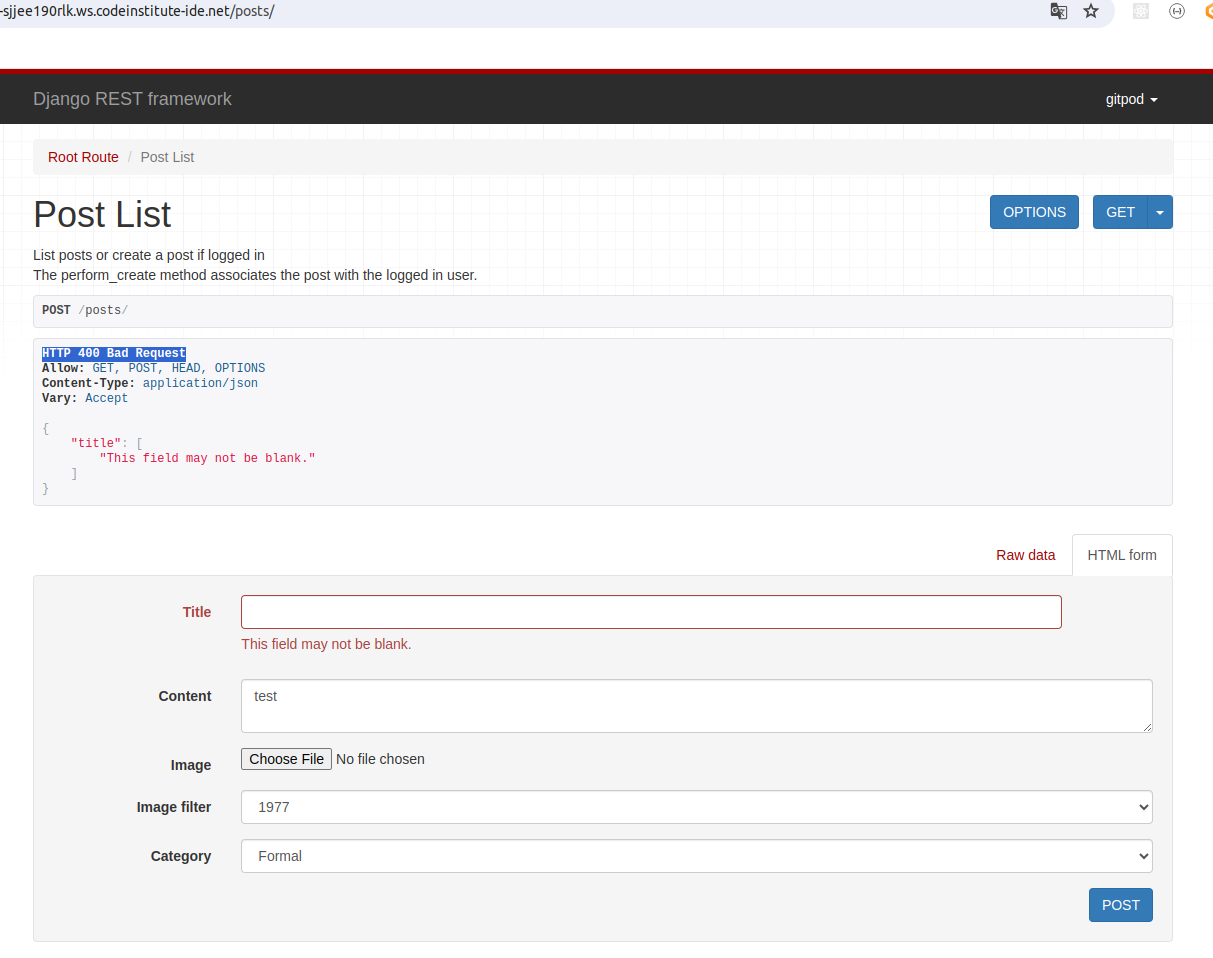 -sjjee190rlk.ws.codeinstitute-ide.net/posts/
Django REST framework
gitpod
Root Route / Post List
Post List
OPTIONS
GET
List posts or create a post if logged in
The perform_create method associates the post with the logged in user.
POST /posts/
HTTP 400 Bad Request
Allow: GET, POST, HEAD, OPTIONS
Content-Type: application/json
Vary: Accept
{
"title": [
"This field may not be blank."
]
}
Raw data
HTML form
Title
This field may not be blank.
Content
test
Image
Choose File No file chosen
Image filter
1977
Category
Formal
POST